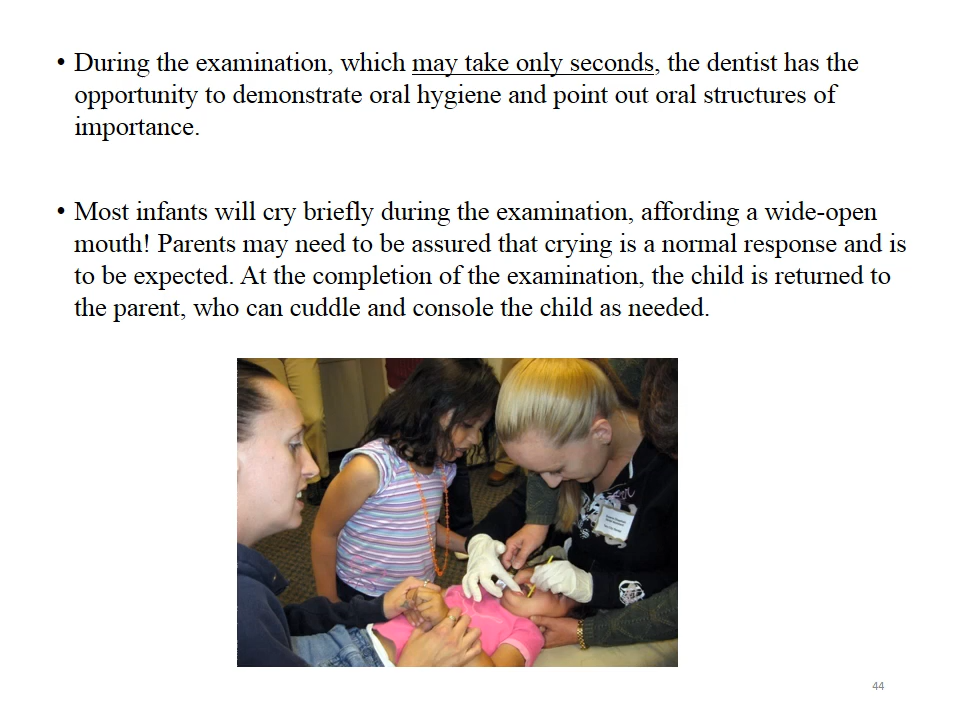 • During the examination, which may take only seconds, the dentist has the
opportunity to demonstrate oral hygiene and point out oral structures of
importance.
• Most infants will cry briefly during the examination, affording a wide-open
mouth! Parents may need to be assured that crying is a normal response and is
to be expected. At the completion of the examination, the child is returned to
the parent, who can cuddle and console the child as needed.
44